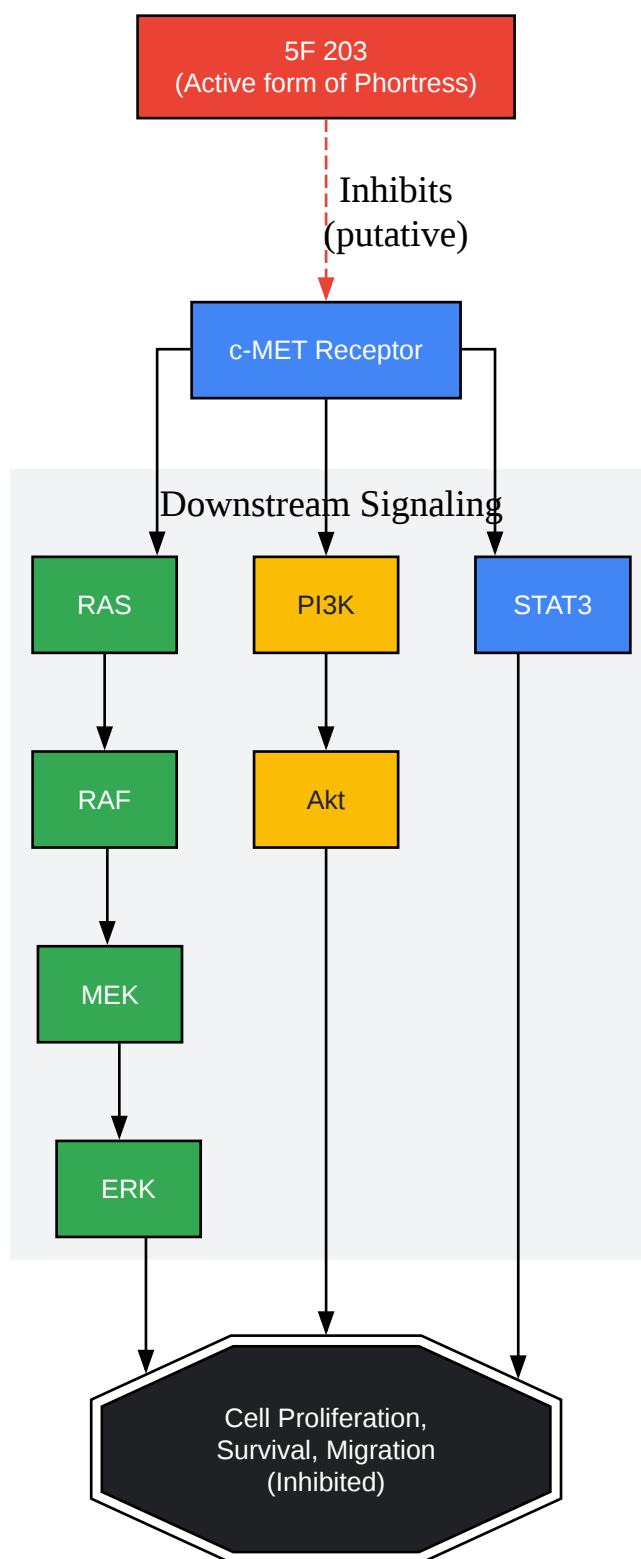 5F 203
(Active form of Phortress)
Inhibits
(putative)
c-MET Receptor
Downstream Signaling
RAS
PI3K
STAT3
RAF
Akt
MEK
ERK
Cell Proliferation,
Survival, Migration
(Inhibited)